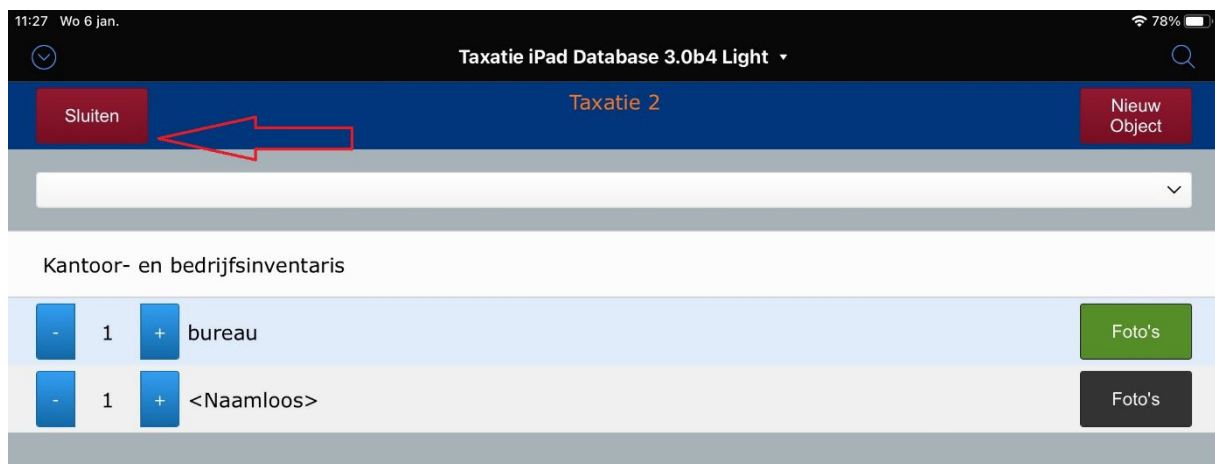 11:27 Wo 6 jan.
78%
Taxatie iPad Database 3.0b4 Light
Sluiten
Taxatie 2
Nieuw
Object
Kantoor- en bedrijfsinventaris
- 1 + bureau Foto's
- 1 + <Naamloos> Foto's